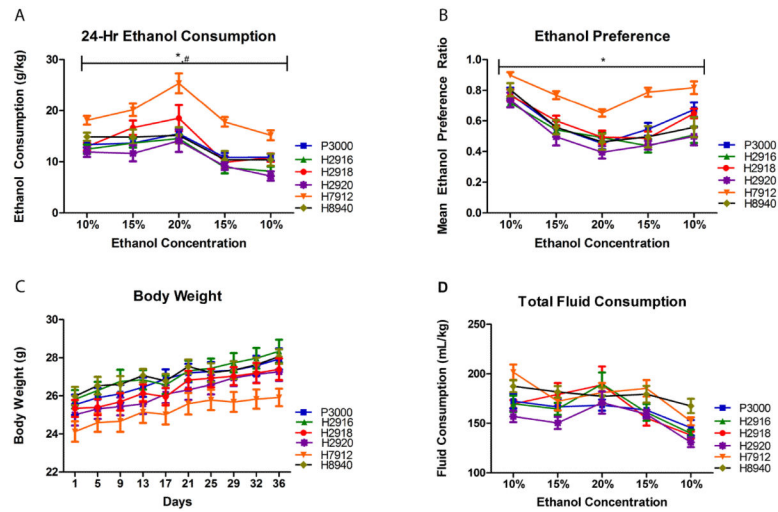 A
24-Hr Ethanol Consumption
*,#
Ethanol Consumption (g/kg)
30
20
10
0
10% 15% 20% 15% 10%
Ethanol Concentration
P3000
H2916
H2918
H2920
H7912
H8940
B
Ethanol Preference
*
Mean Ethanol Preference Ratio
1.0
0.8
0.6
0.4
0.2
0.0
10% 15% 20% 15% 10%
Ethanol Concentration
P3000
H2916
H2918
H2920
H7912
H8940
C
Body Weight
Body Weight (g)
30
28
26
24
22
1 5 9 13 17 21 25 29 32 36
Days
P3000
H2916
H2918
H2920
H7912
H8940
D
Total Fluid Consumption
Fluid Consumption (mL/kg)
250
200
150
100
10% 15% 20% 15% 10%
Ethanol Concentration
P3000
H2916
H2918
H2920
H7912
H8940